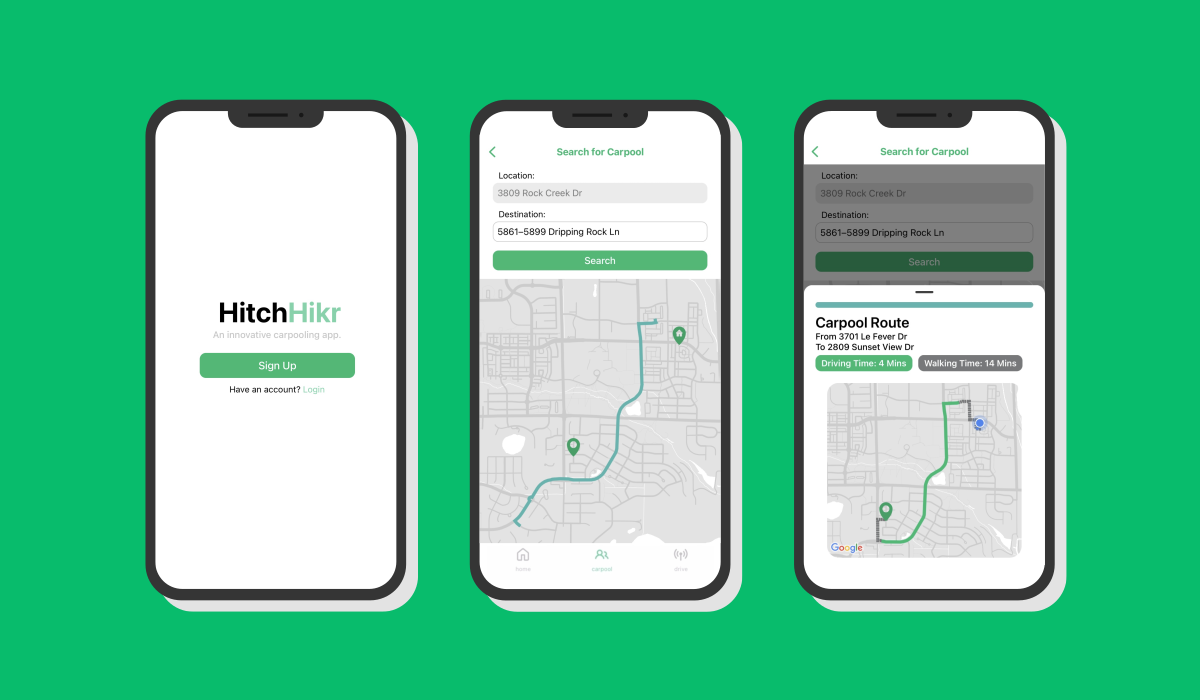 HitchHikr
An innovative carpooling app.
Sign Up
Have an account? Login
Search for Carpool
Location:
3809 Rock Creek Dr
Destination:
5861–5899 Dripping Rock Ln
Search
home
carpool
drive
Search for Carpool
Location:
3809 Rock Creek Dr
Destination:
5861–5899 Dripping Rock Ln
Search
Carpool Route
From 3701 Le Fever Dr
To 2809 Sunset View Dr
Driving Time: 4 Mins
Walking Time: 14 Mins
Google